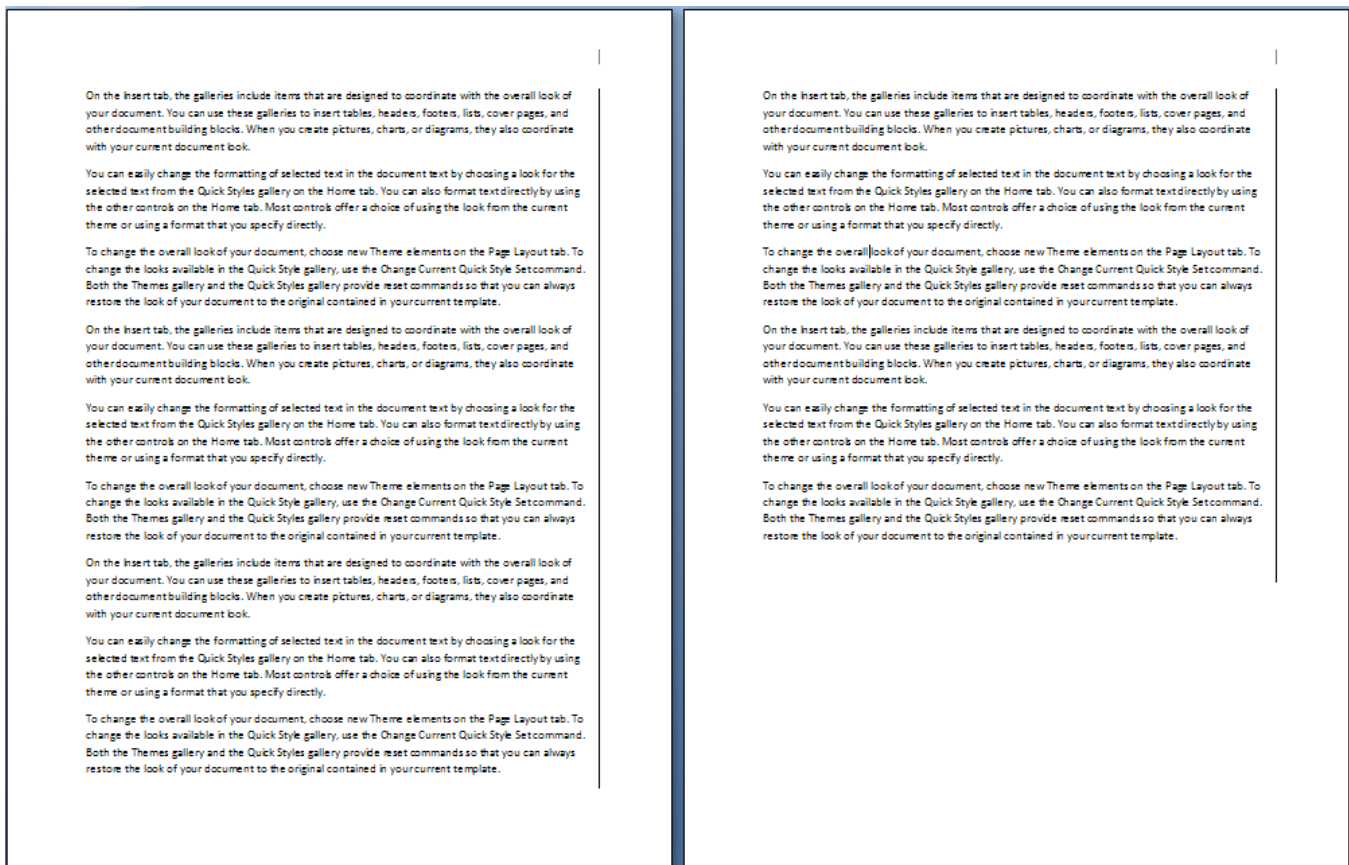 On the Insert tab, the galleries include items that are designed to coordinate with the overall look of
your document. You can use these galleries to insert tables, headers, footers, lists, cover pages, and
other document building blocks. When you create pictures, charts, or diagrams, they also coordinate
with your current document look.
You can easily change the formatting of selected text in the document text by choosing a look for the
selected text from the Quick Styles gallery on the Home tab. You can also format text directly by using
the other controls on the Home tab. Most controls offer a choice of using the look from the current
theme or using a format that you specify directly.
To change the overall look of your document, choose new Theme elements on the Page Layout tab. To
change the looks available in the Quick Style gallery, use the Change Current Quick Style Set command.
Both the Themes gallery and the Quick Styles gallery provide reset commands so that you can always
restore the look of your document to the original contained in your current template.
On the Insert tab, the galleries include items that are designed to coordinate with the overall look of
your document. You can use these galleries to insert tables, headers, footers, lists, cover pages, and
other document building blocks. When you create pictures, charts, or diagrams, they also coordinate
with your current document look.
You can easily change the formatting of selected text in the document text by choosing a look for the
selected text from the Quick Styles gallery on the Home tab. You can also format text directly by using
the other controls on the Home tab. Most controls offer a choice of using the look from the current
theme or using a format that you specify directly.
To change the overall look of your document, choose new Theme elements on the Page Layout tab. To
change the looks available in the Quick Style gallery, use the Change Current Quick Style Set command.
Both the Themes gallery and the Quick Styles gallery provide reset commands so that you can always
restore the look of your document to the original contained in your current template.
On the Insert tab, the galleries include items that are designed to coordinate with the overall look of
your document. You can use these galleries to insert tables, headers, footers, lists, cover pages, and
other document building blocks. When you create pictures, charts, or diagrams, they also coordinate
with your current document look.
You can easily change the formatting of selected text in the document text by choosing a look for the
selected text from the Quick Styles gallery on the Home tab. You can also format text directly by using
the other controls on the Home tab. Most controls offer a choice of using the look from the current
theme or using a format that you specify directly.
To change the overall look of your document, choose new Theme elements on the Page Layout tab. To
change the looks available in the Quick Style gallery, use the Change Current Quick Style Set command.
Both the Themes gallery and the Quick Styles gallery provide reset commands so that you can always
restore the look of your document to the original contained in your current template.
On the Insert tab, the galleries include items that are designed to coordinate with the overall look of
your document. You can use these galleries to insert tables, headers, footers, lists, cover pages, and
other document building blocks. When you create pictures, charts, or diagrams, they also coordinate
with your current document look.
You can easily change the formatting of selected text in the document text by choosing a look for the
selected text from the Quick Styles gallery on the Home tab. You can also format text directly by using
the other controls on the Home tab. Most controls offer a choice of using the look from the current
theme or using a format that you specify directly.
To change the overall look of your document, choose new Theme elements on the Page Layout tab. To
change the looks available in the Quick Style gallery, use the Change Current Quick Style Set command.
Both the Themes gallery and the Quick Styles gallery provide reset commands so that you can always
restore the look of your document to the original contained in your current template.
On the Insert tab, the galleries include items that are designed to coordinate with the overall look of
your document. You can use these galleries to insert tables, headers, footers, lists, cover pages, and
other document building blocks. When you create pictures, charts, or diagrams, they also coordinate
with your current document look.
You can easily change the formatting of selected text in the document text by choosing a look for the
selected text from the Quick Styles gallery on the Home tab. You can also format text directly by using
the other controls on the Home tab. Most controls offer a choice of using the look from the current
theme or using a format that you specify directly.
To change the overall look of your document, choose new Theme elements on the Page Layout tab. To
change the looks available in the Quick Style gallery, use the Change Current Quick Style Set command.
Both the Themes gallery and the Quick Styles gallery provide reset commands so that you can always
restore the look of your document to the original contained in your current template.